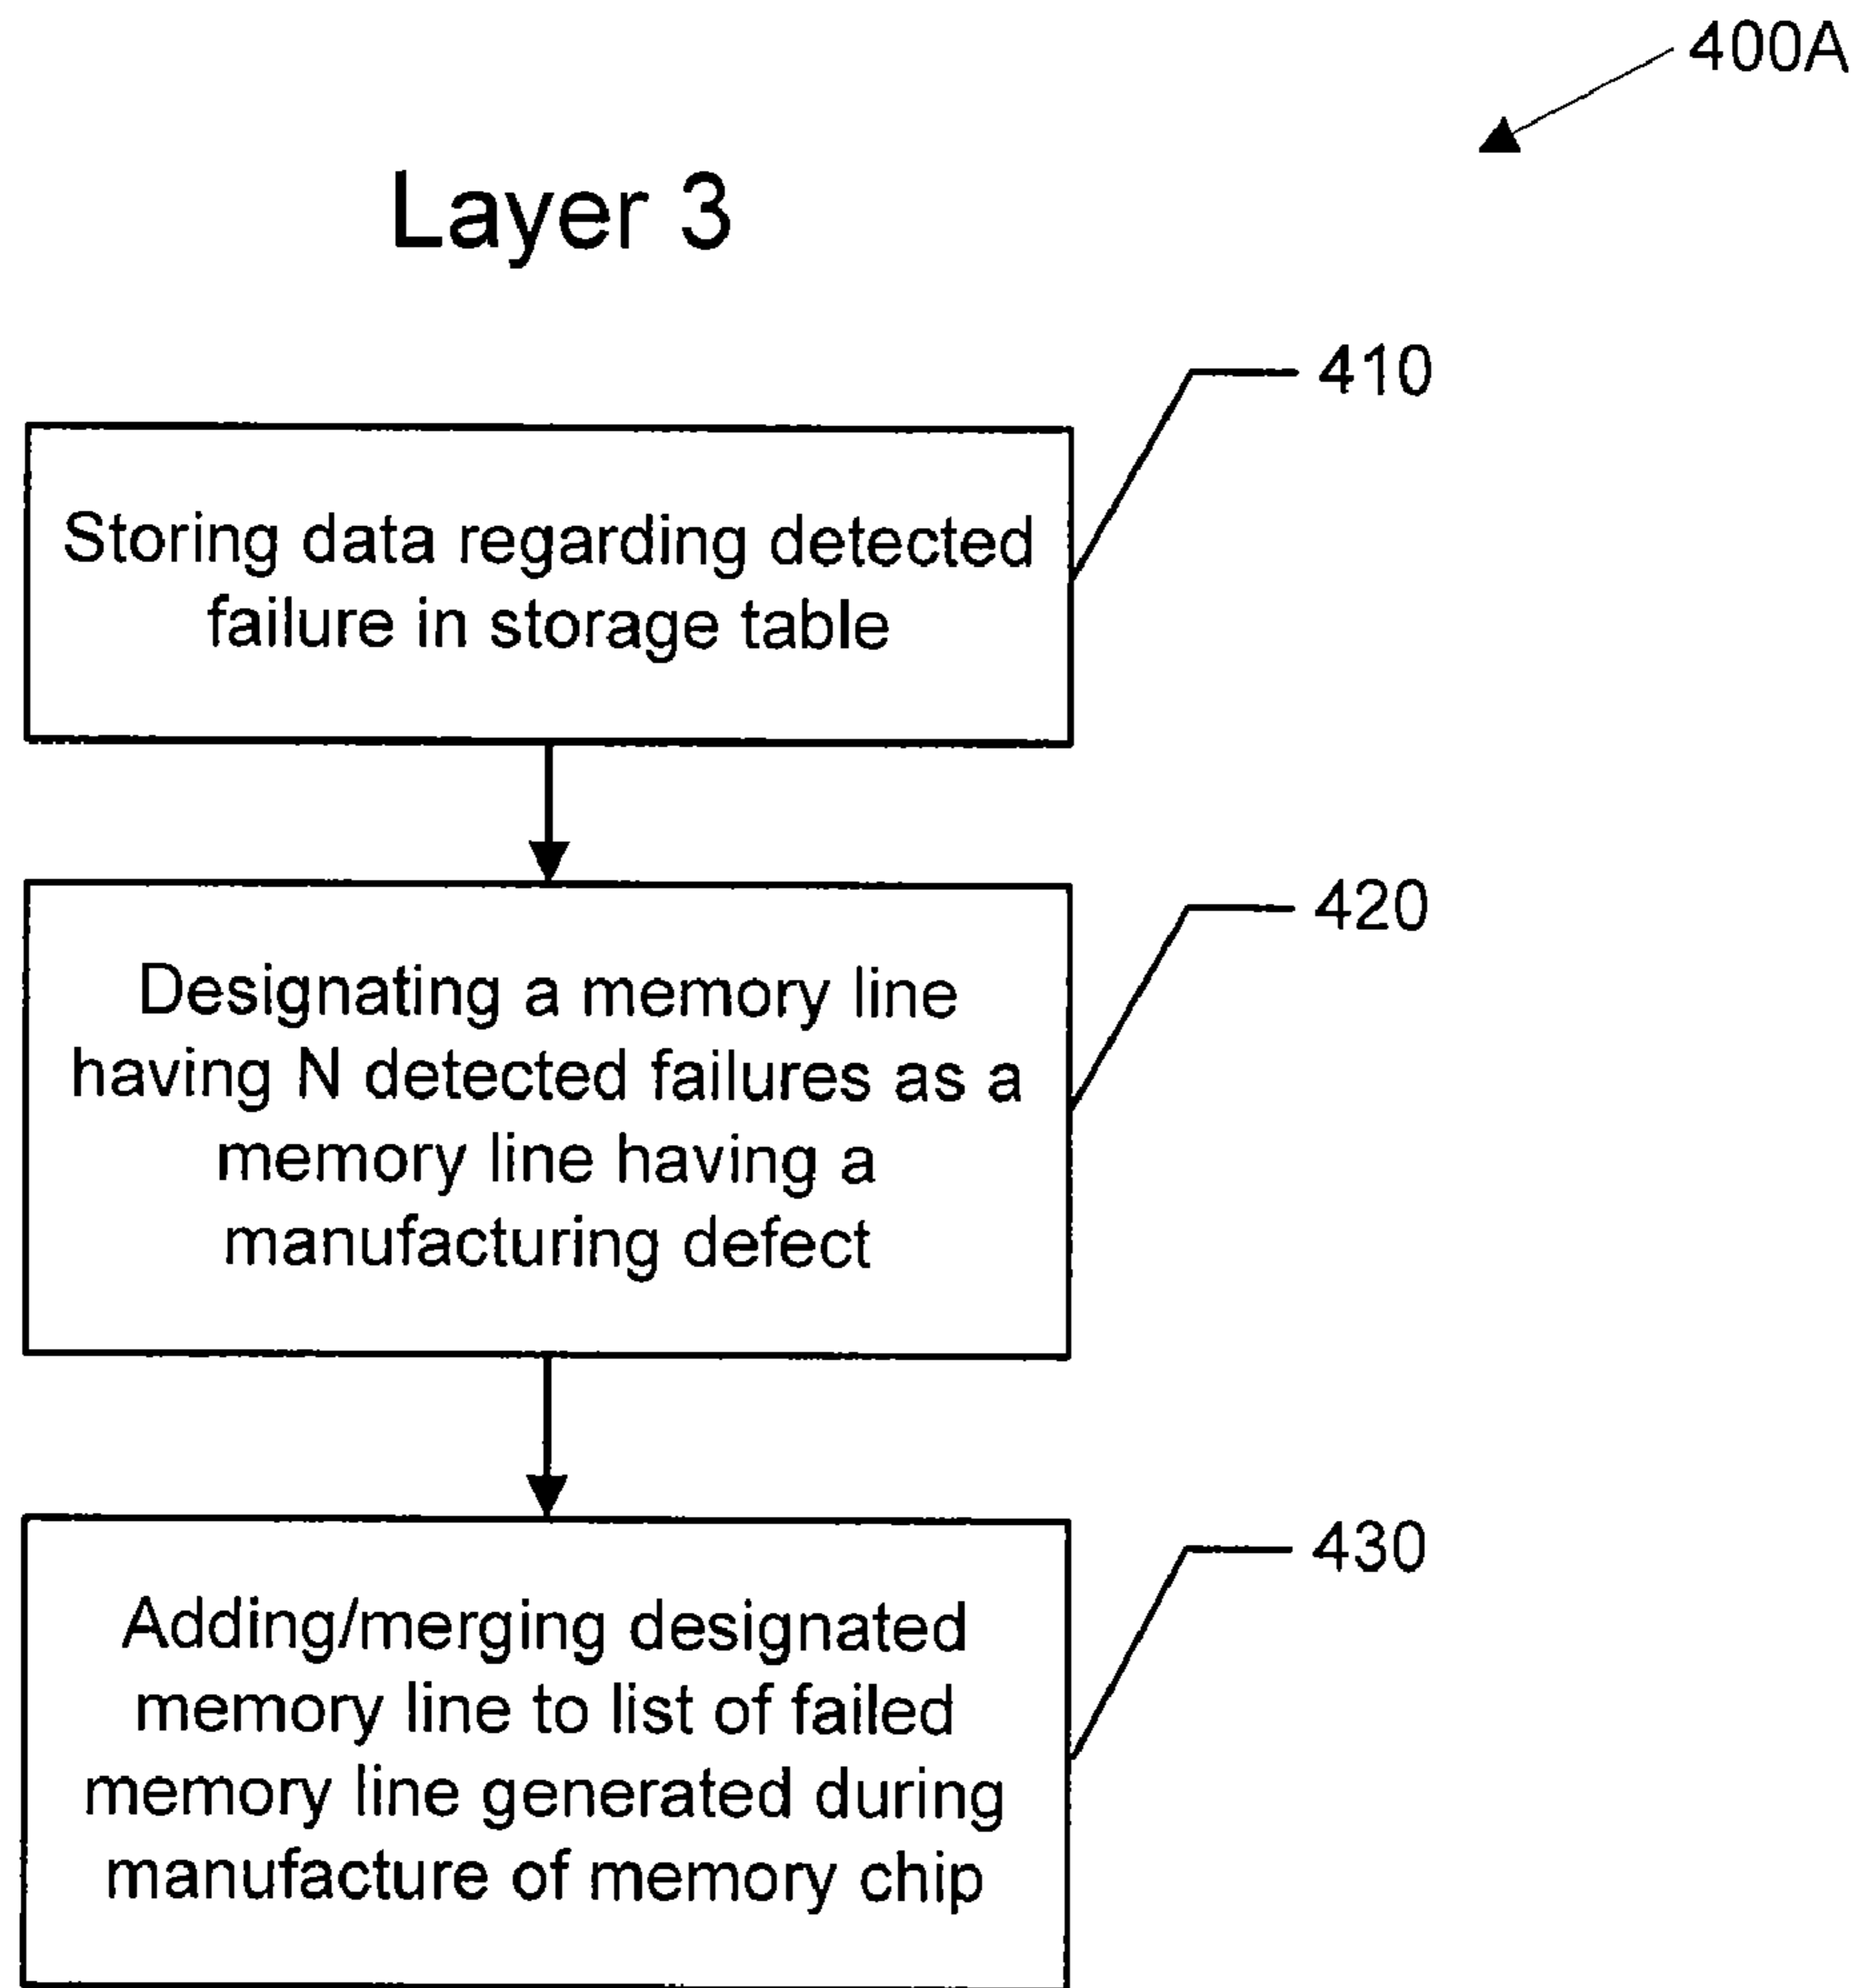 400A
Layer 3
410
Storing data regarding detected
failure in storage table
420
Designating a memory line
having N detected failures as a
memory line having a
manufacturing defect
430
Adding/merging designated
memory line to list of failed
memory line generated during
manufacture of memory chip